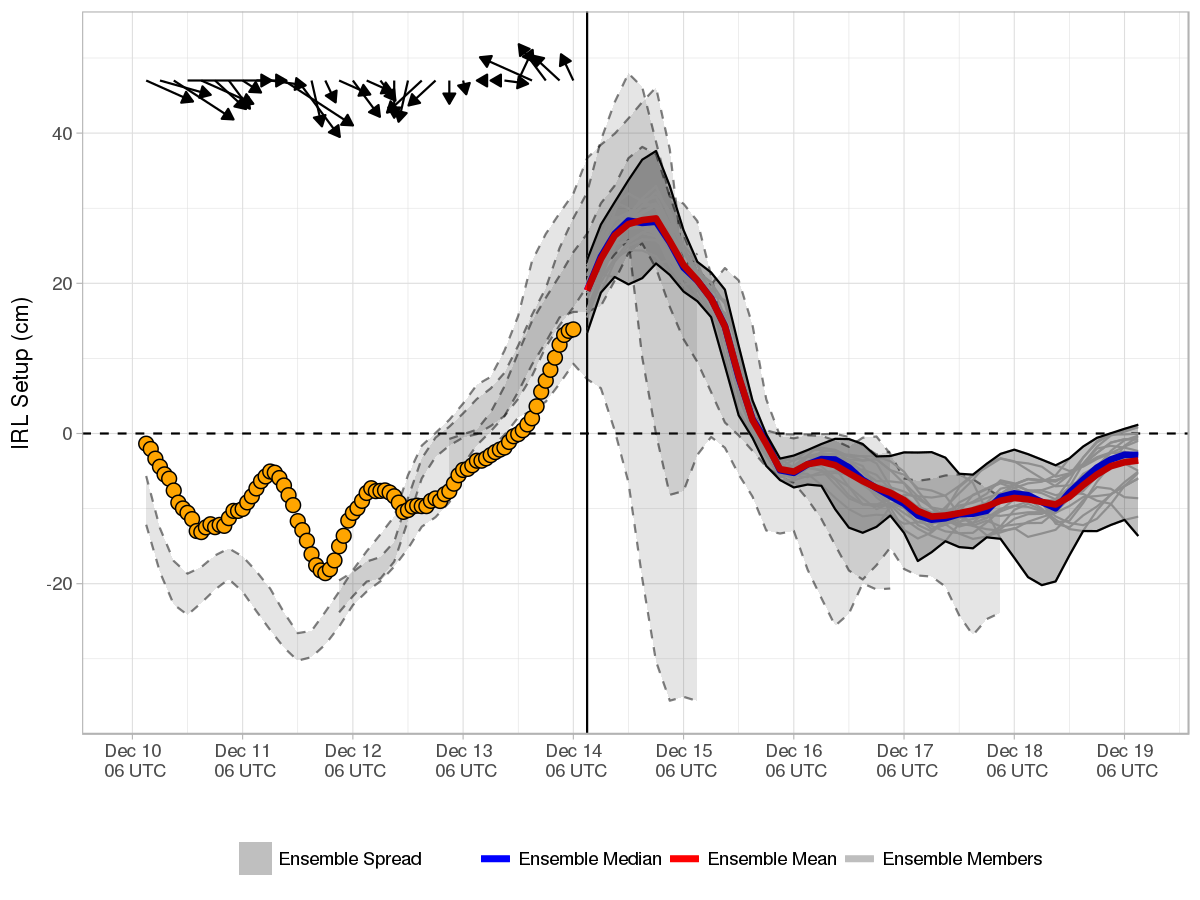 IRL Setup (cm)
40
20
0
-20
Dec 10 Dec 11 Dec 12 Dec 13 Dec 14 Dec 15 Dec 16 Dec 17 Dec 18 Dec 19
06 UTC 06 UTC 06 UTC 06 UTC 06 UTC 06 UTC 06 UTC 06 UTC 06 UTC 06 UTC
Ensemble Spread Ensemble Median Ensemble Mean Ensemble Members